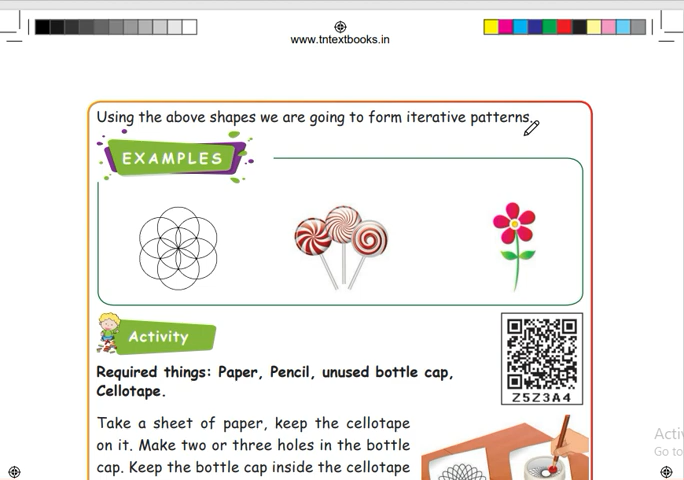 www.tntextbooks.in
Using the above shapes we are going to form iterative patterns.
EXAMPLES
Activity
Z5Z3A4
Required things: Paper, Pencil, unused bottle cap,
Cellotape.
Take a sheet of paper, keep the cellotape
on it. Make two or three holes in the bottle
cap. Keep the bottle cap inside the cellotape
Go to